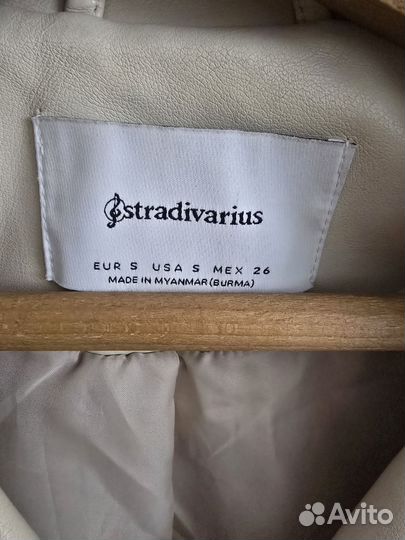 stradivarius
EUR S USA S MEX 26
MADE IN MYANMAR (BURMA)
Avito